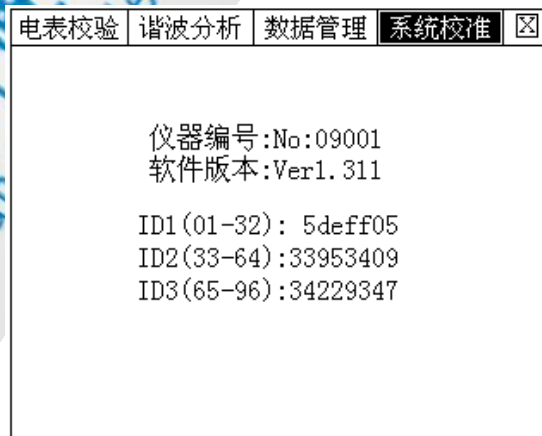 电表校验 谐波分析 数据管理 系统校准
仪器编号:No:09001
软件版本:Ver1.311
ID1(01-32): 5deff05
ID2(33-64):33953409
ID3(65-96):34229347